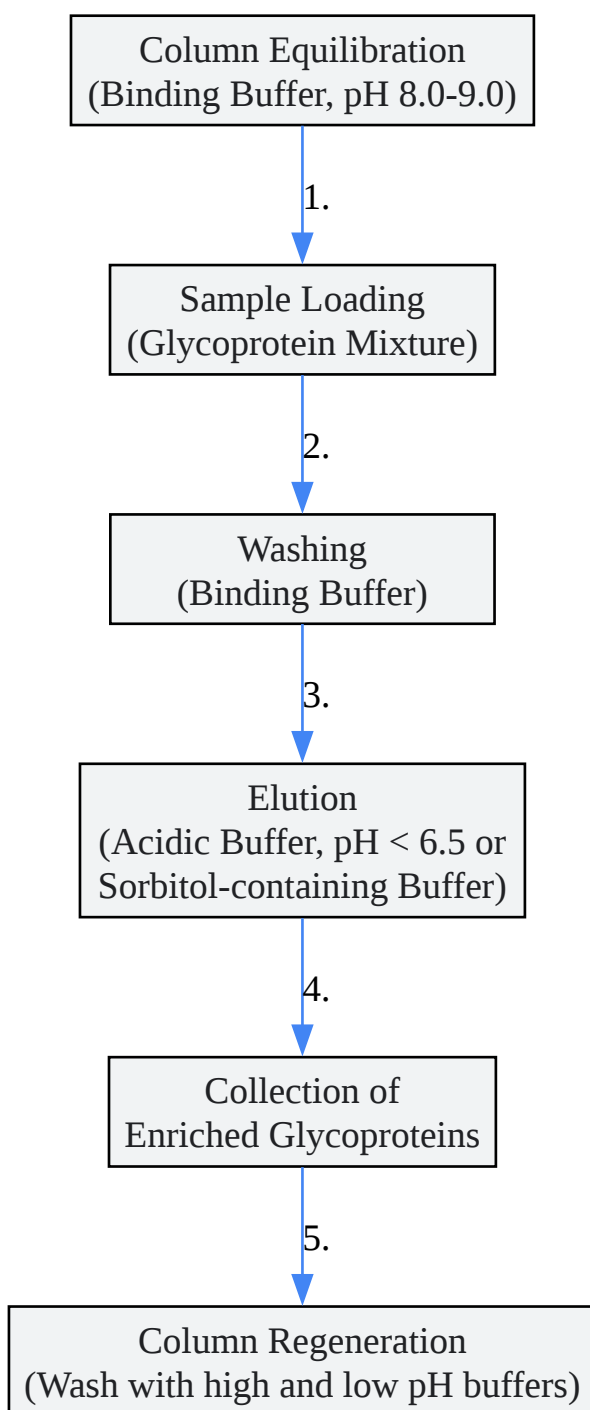 Column Equilibration
(Binding Buffer, pH 8.0-9.0)
1.
Sample Loading
(Glycoprotein Mixture)
2.
Washing
(Binding Buffer)
3.
Elution
(Acidic Buffer, pH < 6.5 or
Sorbitol-containing Buffer)
4.
Collection of
Enriched Glycoproteins
5.
Column Regeneration
(Wash with high and low pH buffers)